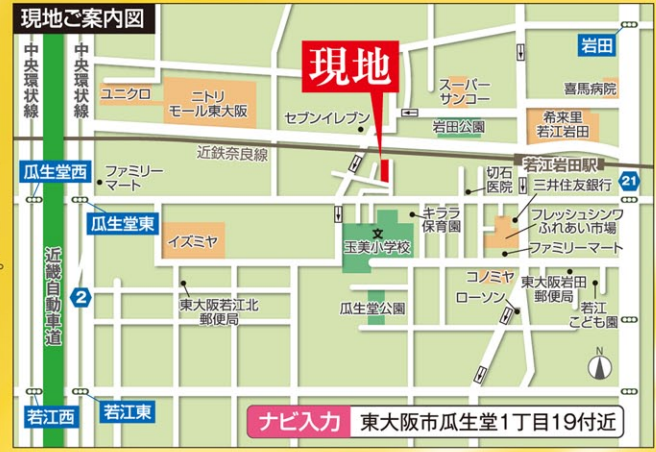 現地ご案内図
中央環状線
中央環状線
岩田
ユニクロ
ニトリ
モール東大阪
セブンイレブン
現地
スーパー
サンコー
岩田公園
喜馬病院
希来里
若江岩田
近鉄奈良線
若江岩田駅
瓜生堂西
ファミリー
マート
瓜生堂東
切石
医院
三井住友銀行
21
イズミヤ
文
玉美小学校
キララ
保育園
フレッシュシンワ
ふれあい市場
ファミリーマート
近畿自動車道
2
東大阪若江北
郵便局
瓜生堂公園
コノミヤ
ローソン
東大阪岩田
郵便局
若江
こども園
N
若江西
若江東
ナビ入力 東大阪市瓜生堂1丁目19付近